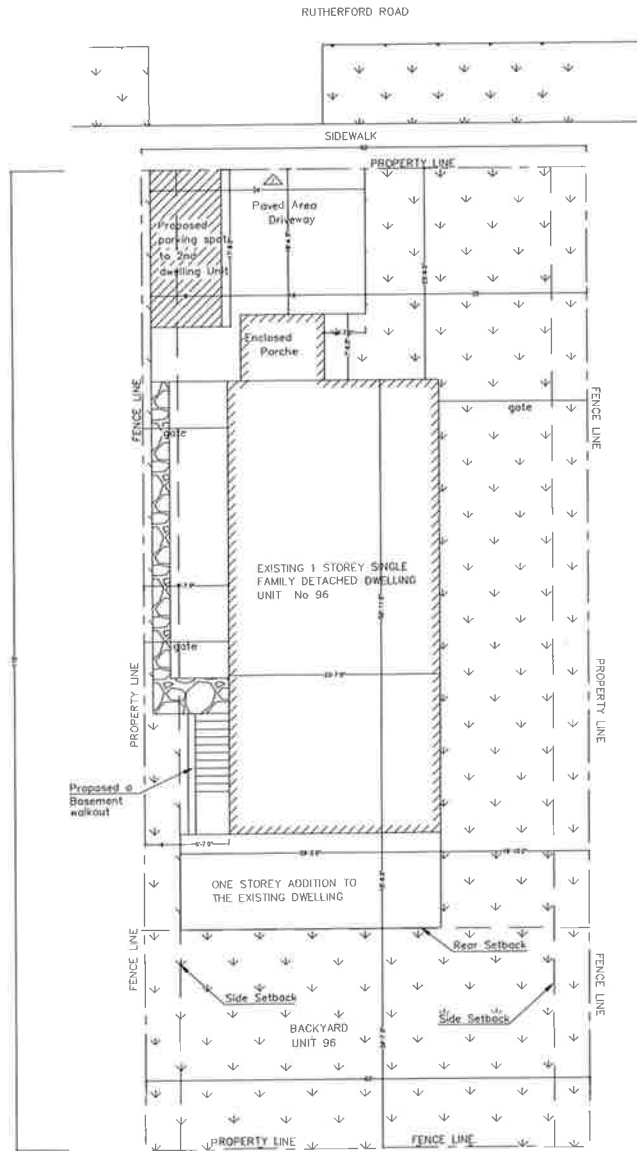 RUTHERFORD ROAD
SIDEWALK
PROPERTY LINE
Paved Area
Driveway
Proposed
parking spot
to 2nd
dwelling Unit
Enclosed
Porche
FENCE LINE
FENCE LINE
gate
gate
EXISTING 1 STOREY SINGLE
FAMILY DETACHED DWELLING
UNIT No 96
gate
PROPERTY LINE
PROPERTY LINE
Proposed a
Basement
walkout
ONE STOREY ADDITION TO
THE EXISTING DWELLING
Rear Setback
FENCE LINE
FENCE LINE
Side Setback
Side Setback
BACKYARD
UNIT 96
PROPERTY LINE
FENCE LINE